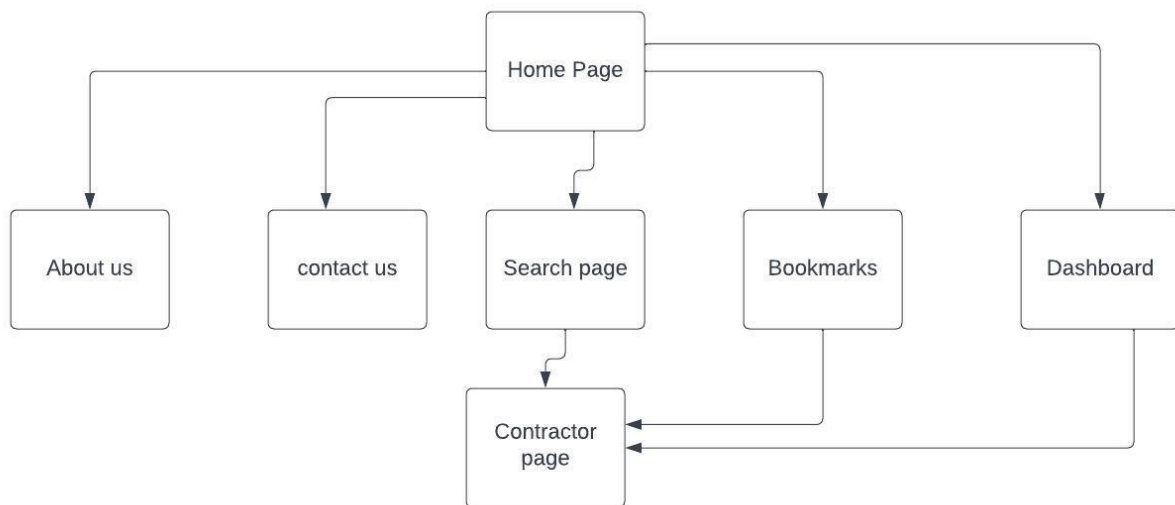 Home Page
About us
contact us
Search page
Bookmarks
Dashboard
Contractor
page